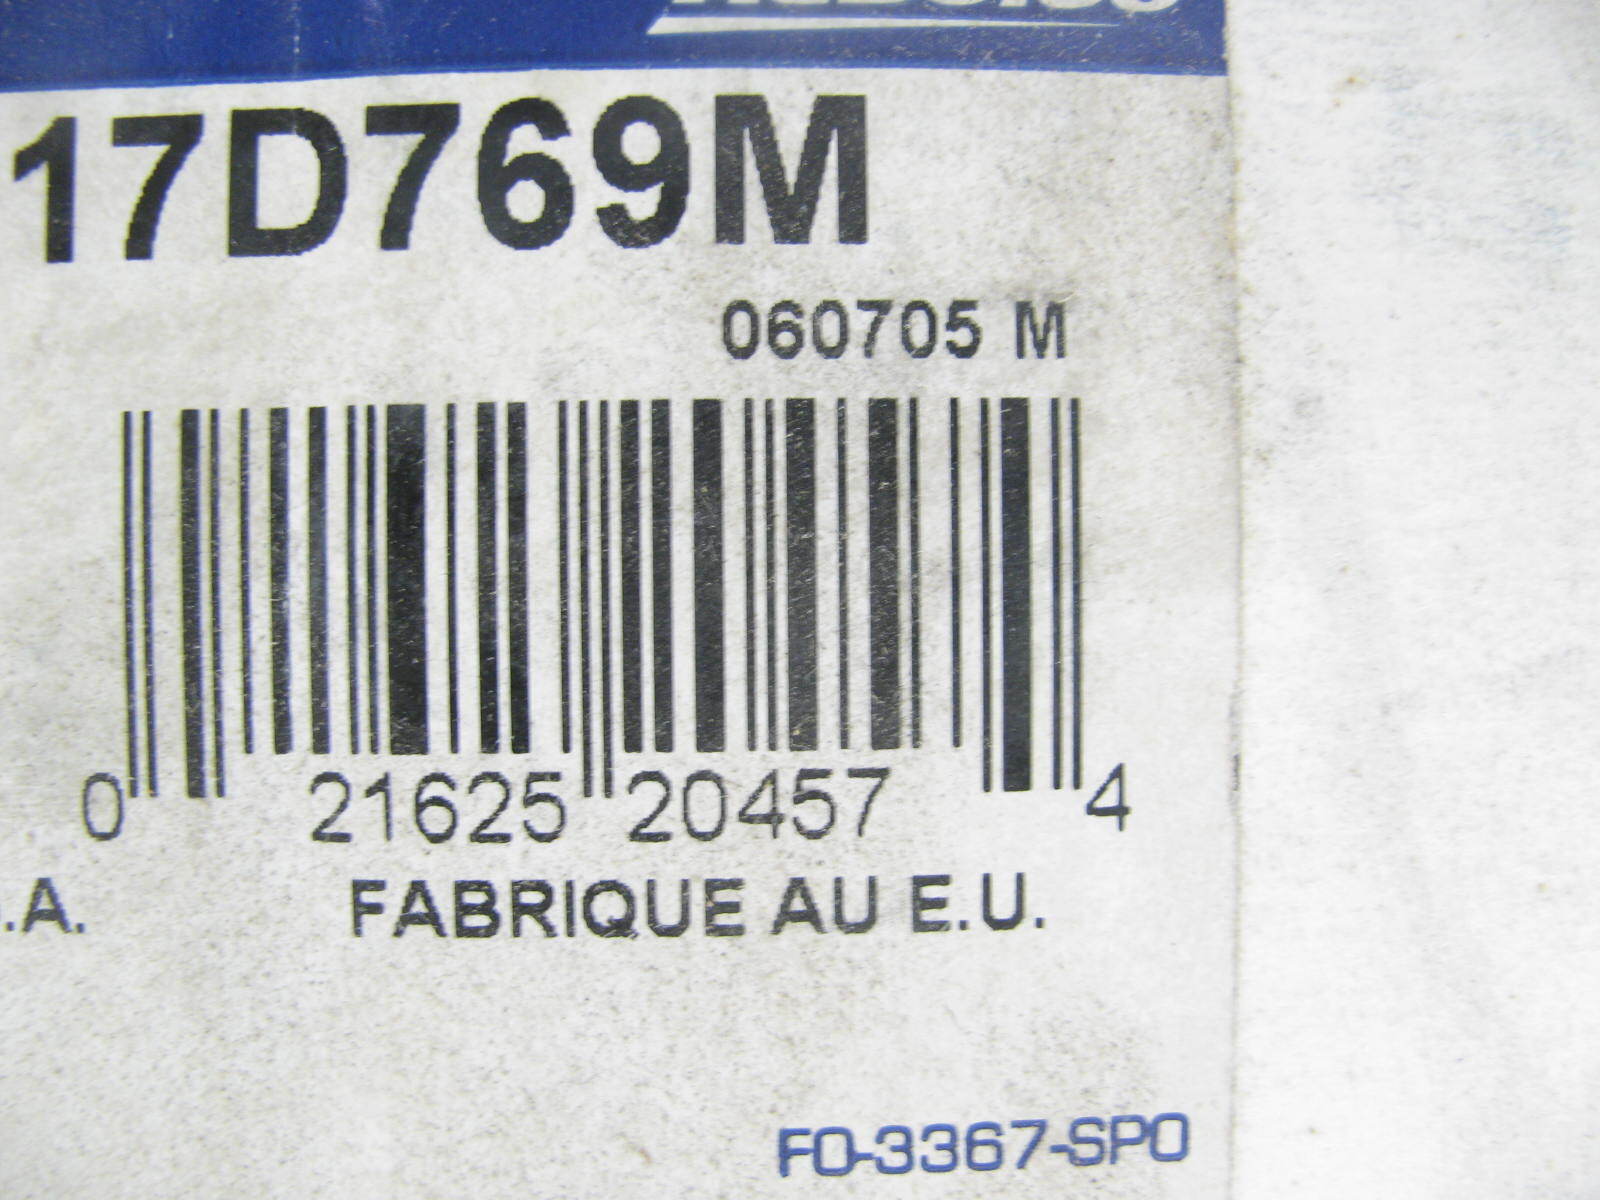 17D769M
060705 M
0 21625 20457 4
.A. FABRIQUE AU E.U.
FO-3367-SPO